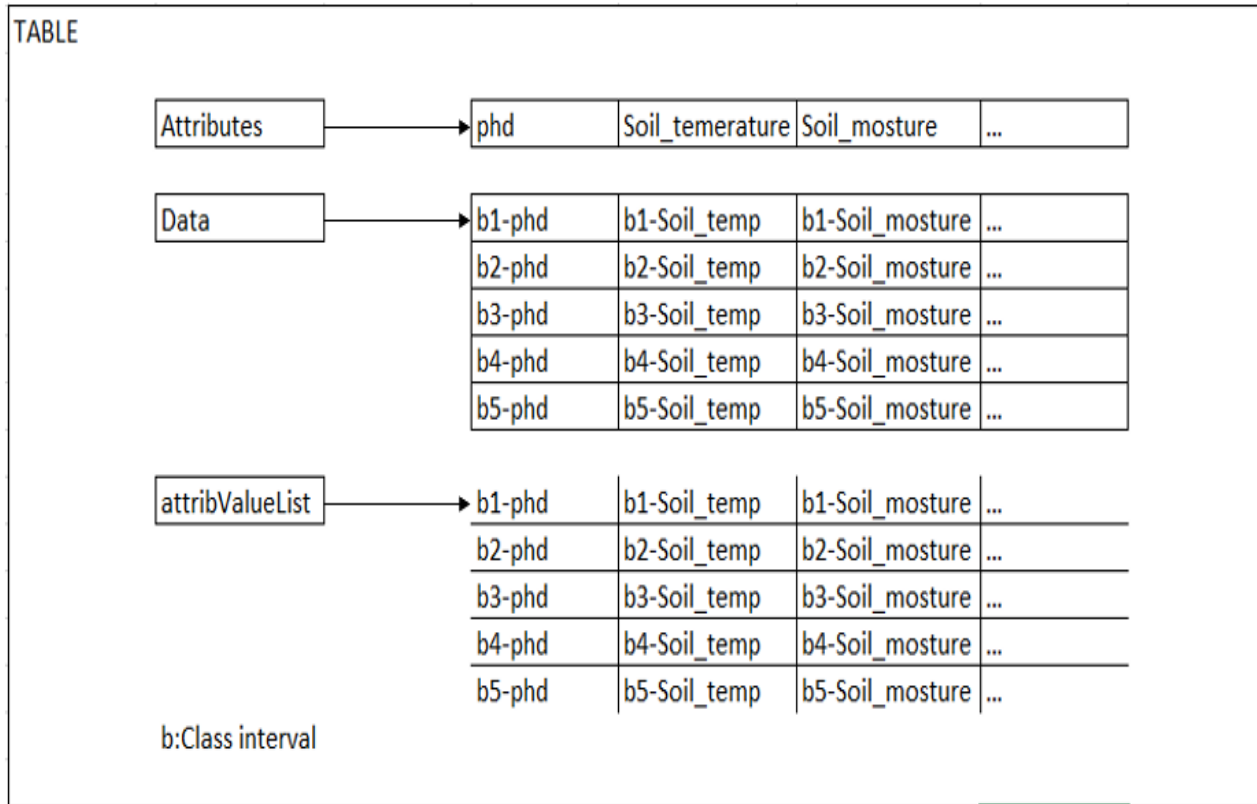 TABLE
Attributes phd Soil_temerature Soil_mosture ...
Data b1-phd b1-Soil_temp b1-Soil_mosture ...
b2-phd b2-Soil_temp b2-Soil_mosture ...
b3-phd b3-Soil_temp b3-Soil_mosture ...
b4-phd b4-Soil_temp b4-Soil_mosture ...
b5-phd b5-Soil_temp b5-Soil_mosture ...
attribValueList b1-phd b1-Soil_temp b1-Soil_mosture ...
b2-phd b2-Soil_temp b2-Soil_mosture ...
b3-phd b3-Soil_temp b3-Soil_mosture ...
b4-phd b4-Soil_temp b4-Soil_mosture ...
b5-phd b5-Soil_temp b5-Soil_mosture ...
b:Class interval